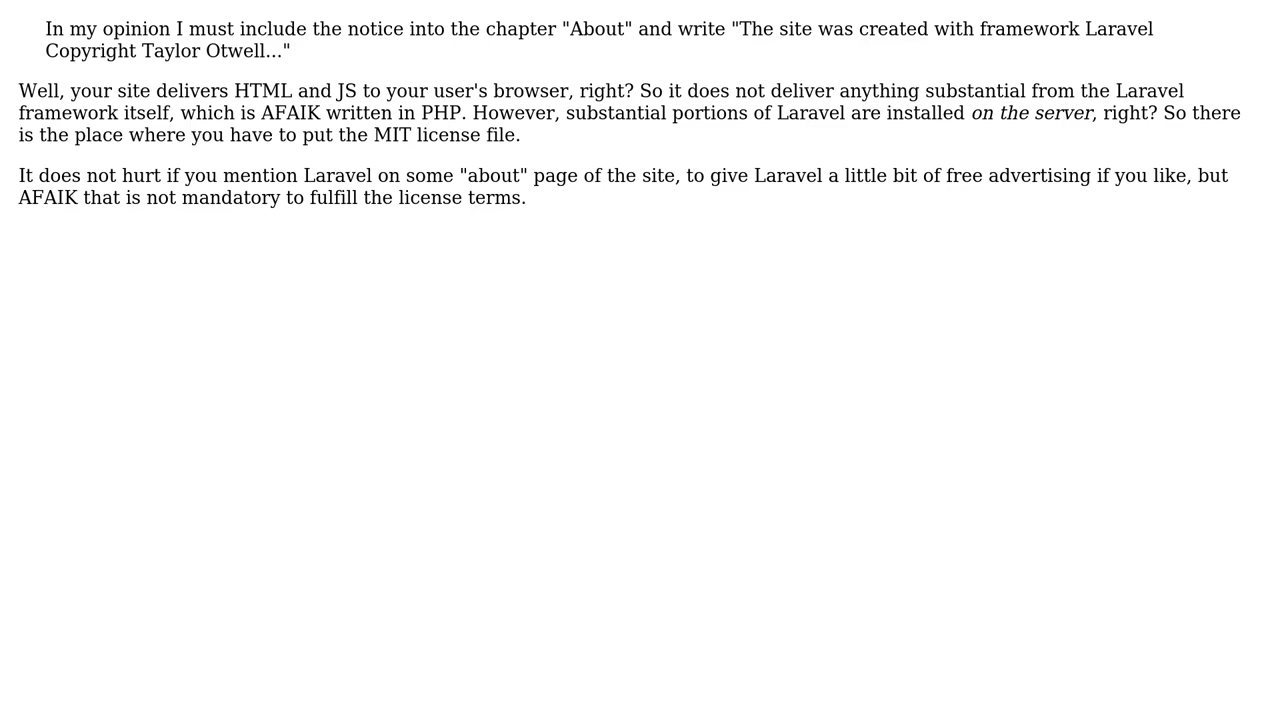 In my opinion I must include the notice into the chapter "About" and write "The site was created with framework Laravel
Copyright Taylor Otwell..."
Well, your site delivers HTML and JS to your user's browser, right? So it does not deliver anything substantial from the Laravel
framework itself, which is AFAIK written in PHP. However, substantial portions of Laravel are installed on the server, right? So there
is the place where you have to put the MIT license file.
It does not hurt if you mention Laravel on some "about" page of the site, to give Laravel a little bit of free advertising if you like, but
AFAIK that is not mandatory to fulfill the license terms.